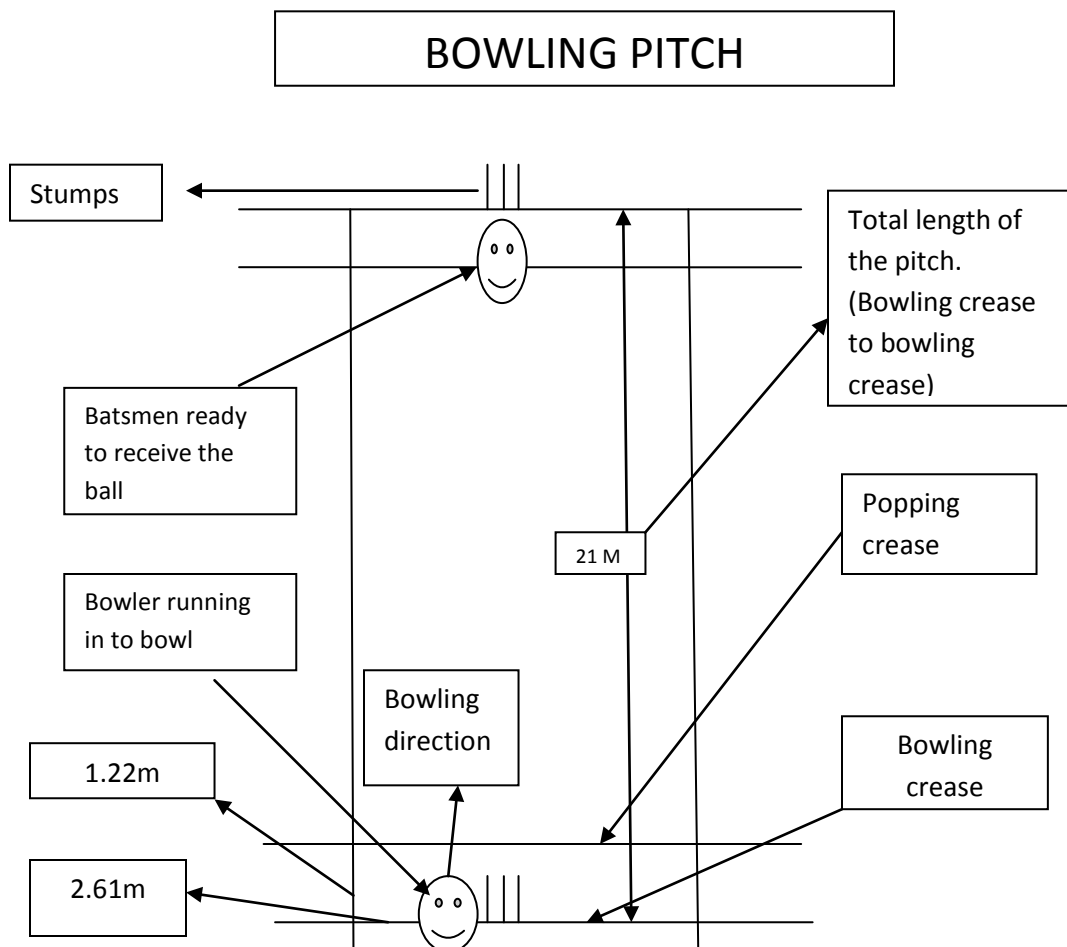 BOWLING PITCH
Stumps
Total length of
the pitch.
(Bowling crease
to bowling
crease)
Batsmen ready
to receive the
ball
21 M
Popping
crease
Bowler running
in to bowl
Bowling
direction
1.22m
Bowling
crease
2.61m